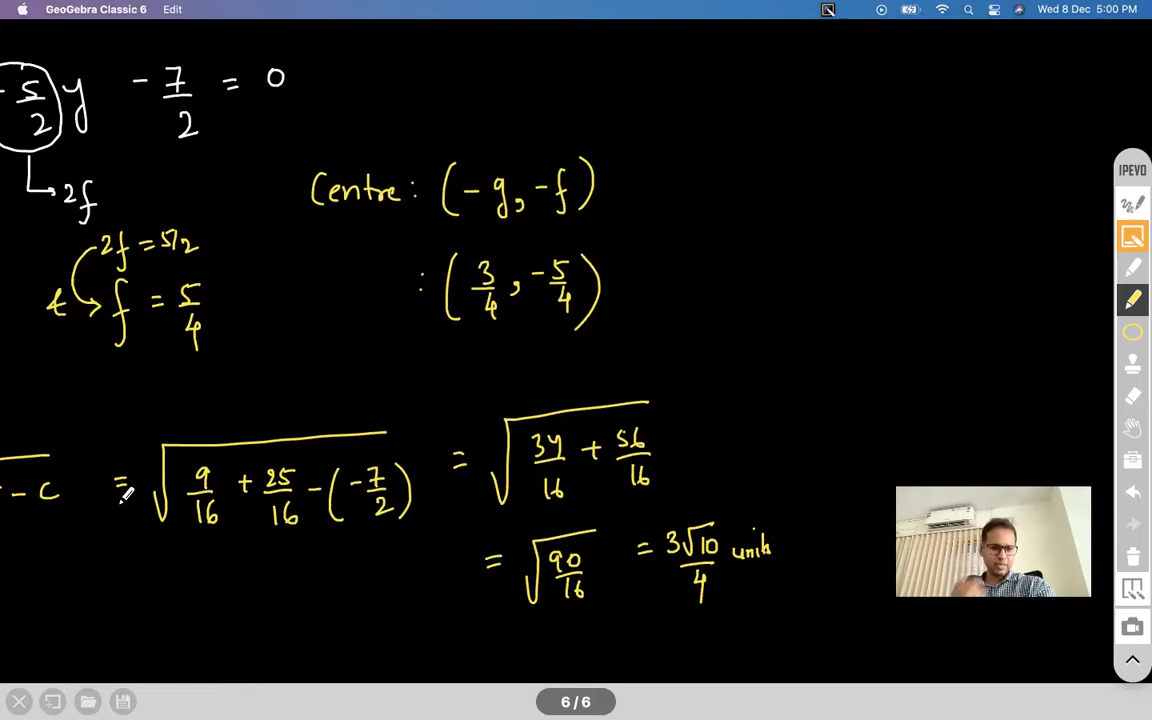 GeoGebra Classic 6 Edit Wed 8 Dec 5:00 PM
5/2 y - 7/2 = 0
2f
Centre: (-g, -f)
2f = 5/2
: (3/4, -5/4)
f = 5/4
- c = √(9/16 + 25/16 - (-7/2)) = √(34/16 + 56/16)
= √(90/16) = 3√10/4 units
IPEVO
6 / 6